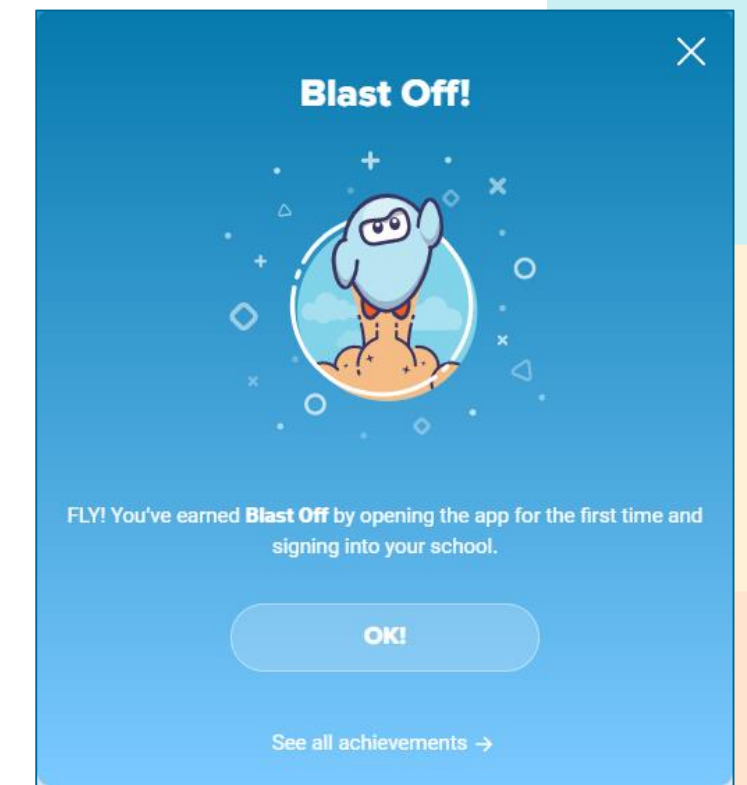 Blast Off!
FLY! You've earned Blast Off by opening the app for the first time and
signing into your school.
OK!
See all achievements →